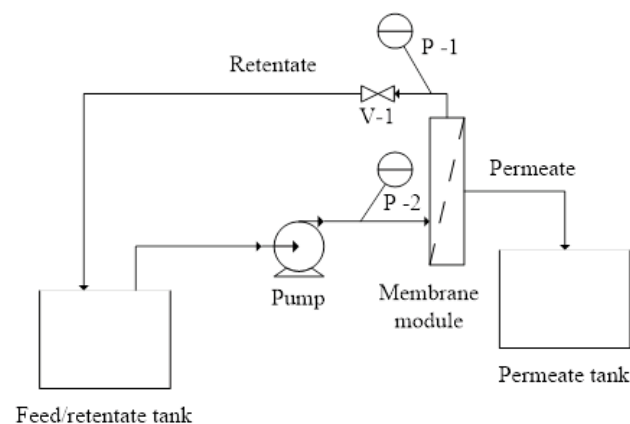 P -1
Retentate
V-1
Permeate
P -2
Pump
Membrane
module
Permeate tank
Feed/retentate tank